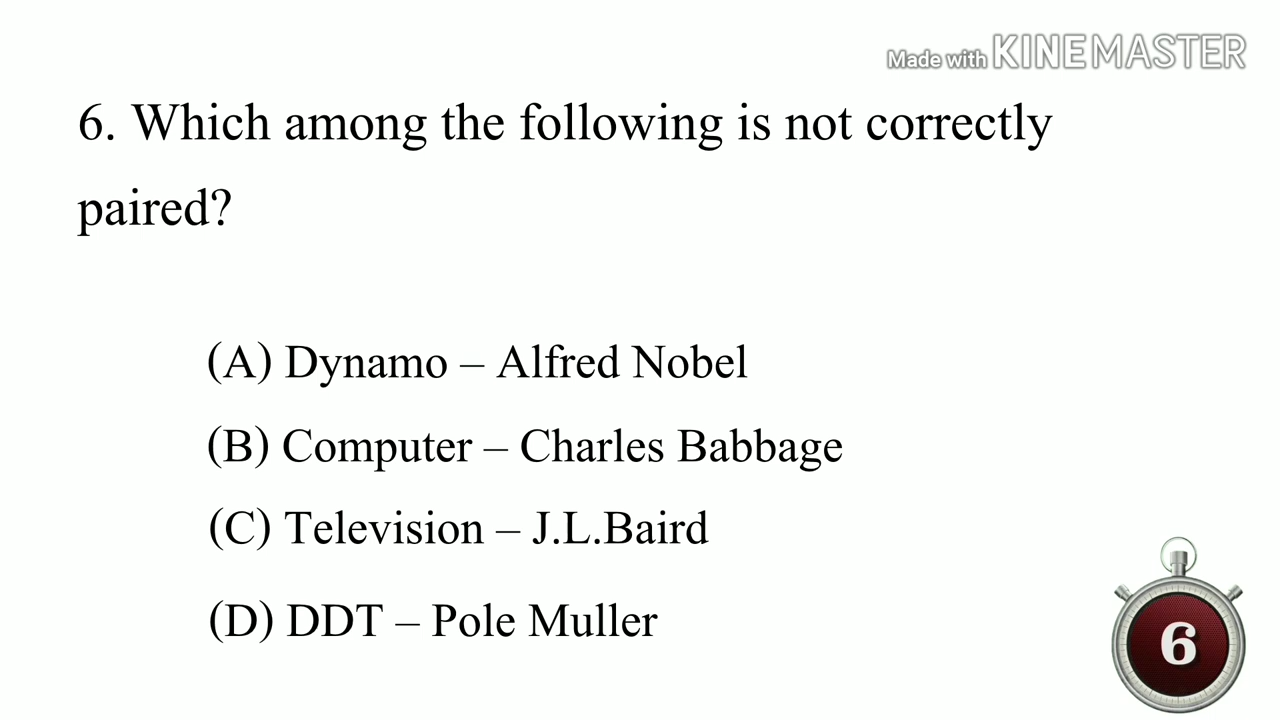 Made with KINEMASTER
6. Which among the following is not correctly
paired?
(A) Dynamo – Alfred Nobel
(B) Computer – Charles Babbage
(C) Television – J.L.Baird
(D) DDT – Pole Muller
6